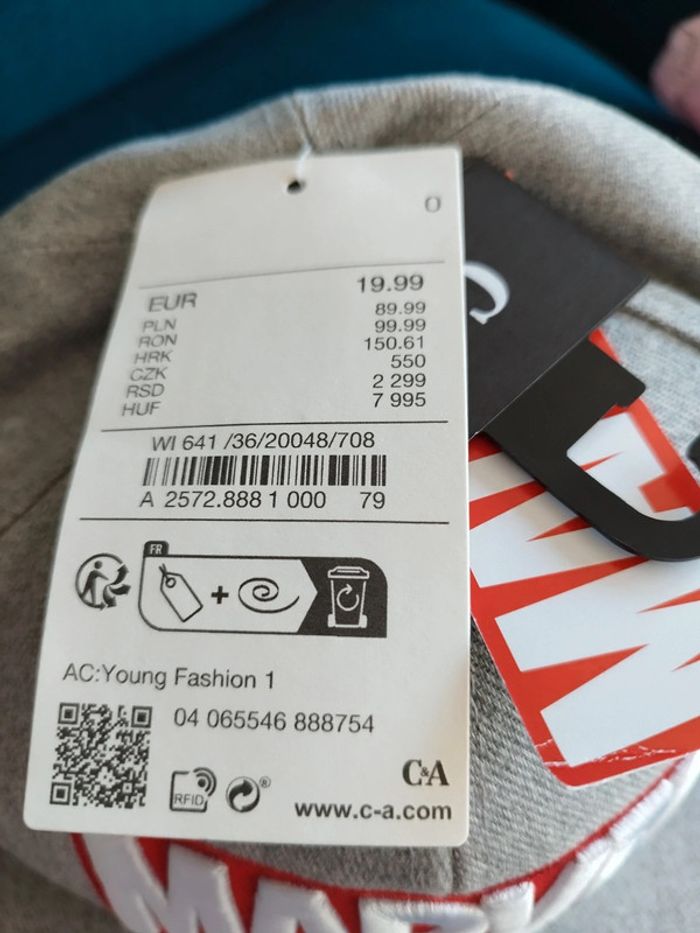 0
EUR 19.99
PLN 89.99
RON 99.99
HRK 150.61
CZK 550
RSD 2 299
HUF 7 995
WI 641 /36/20048/708
A 2572.888 1 000 79
FR
+
AC:Young Fashion 1
04 065546 888754
RFID
®
C&A
www.c-a.com
C
M
MARV